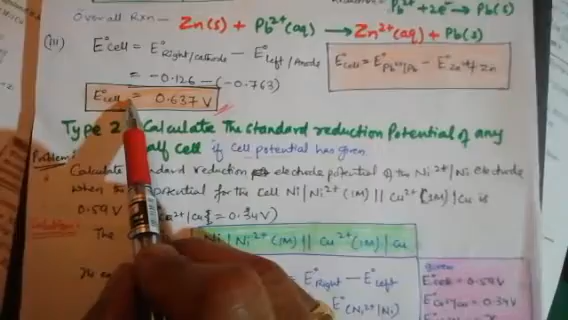 Pb²⁺ + 2e⁻ → Pb(s)
Overall Rxn - Zn(s) + Pb²⁺(aq) → Zn²⁺(aq) + Pb(s)
(iii) E°cell = E°Right/cathode - E°Left/Anode
E°cell = E°Pb²⁺/Pb - E°Zn²⁺/Zn
= -0.126 - (-0.763)
E°cell = 0.637 V
Type 2 Calculate The standard reduction Potential of any
half cell if cell potential has given.
Problem: Calculate standard reduction electrode potential of the Ni²⁺/Ni electrode
when the potential for the cell Ni|Ni²⁺(1M)||Cu²⁺(1M)|Cu is
0.59 V Cu²⁺|Cu = 0.34V)
Solution: The
Ni|Ni²⁺(1M)||Cu²⁺(1M)|Cu
= E°Right - E°Left
E°(Ni²⁺|Ni)
given
E°cell = 0.59V
E°Cu²⁺/Cu = 0.34V